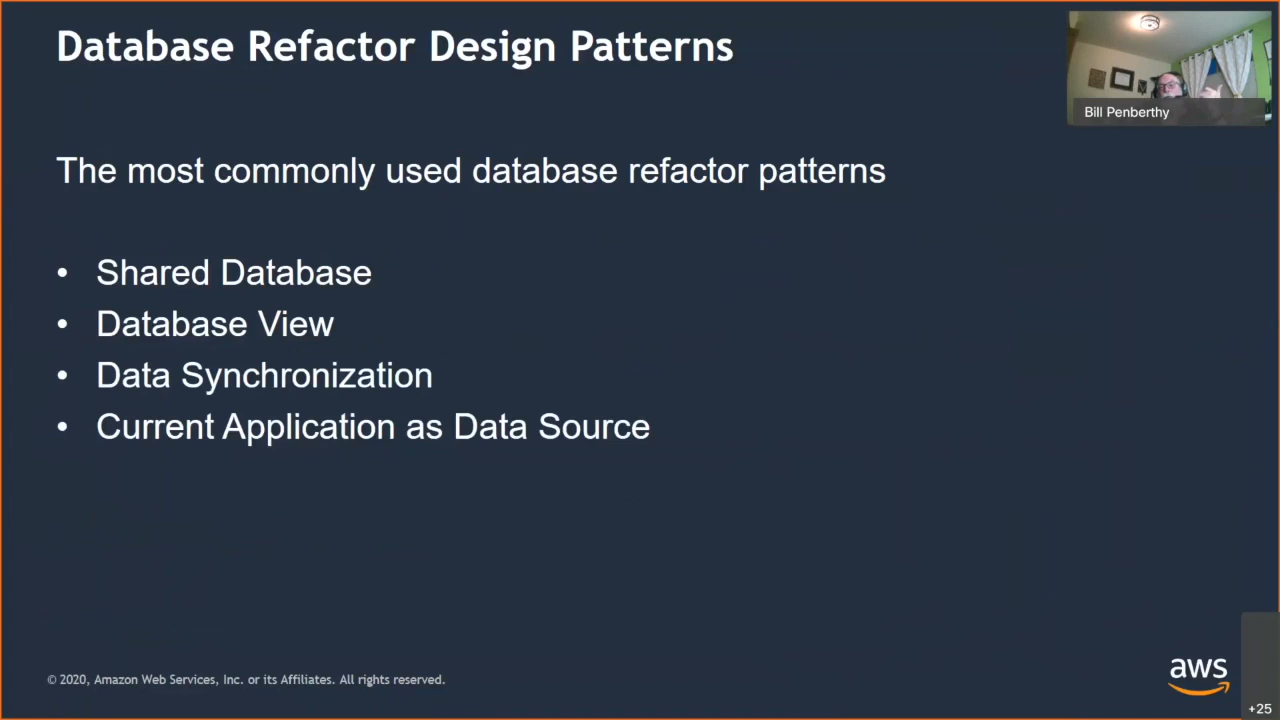 Database Refactor Design Patterns
Bill Penberthy
The most commonly used database refactor patterns
• Shared Database
• Database View
• Data Synchronization
• Current Application as Data Source
© 2020, Amazon Web Services, Inc. or its Affiliates. All rights reserved.
aws
+25